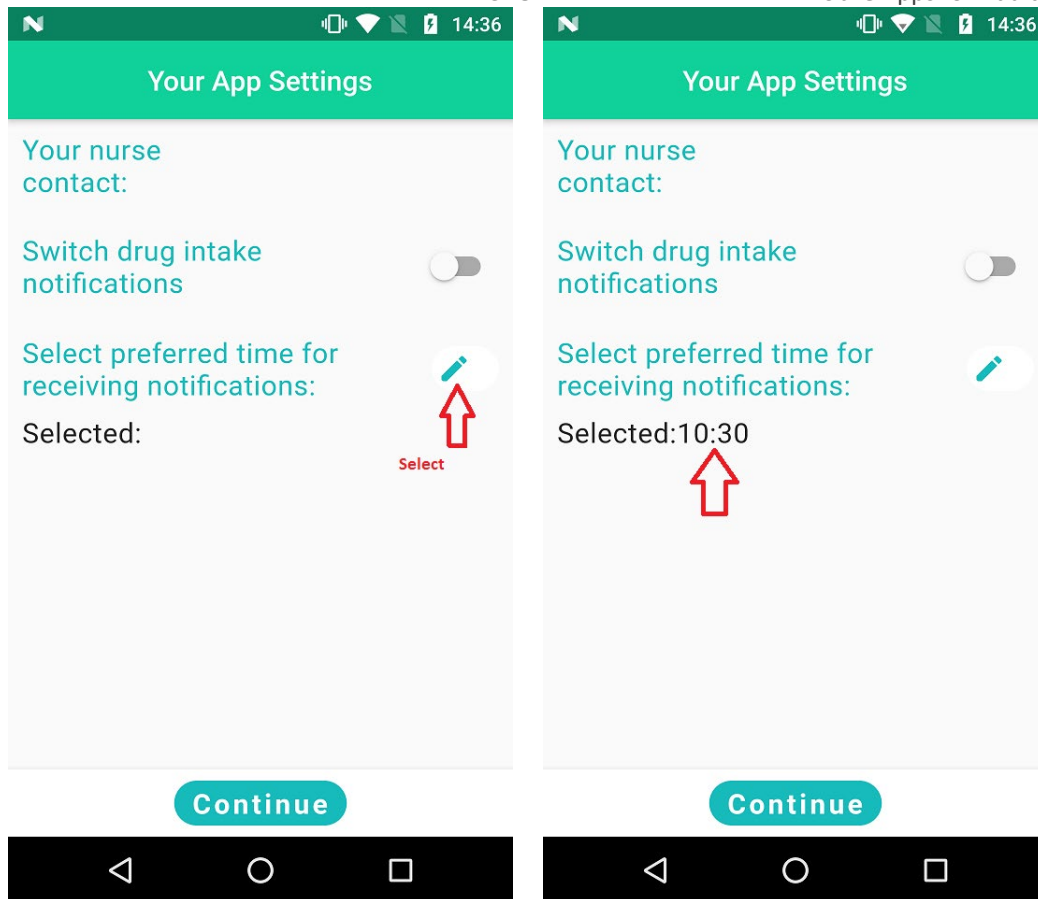 14:36
Your App Settings
Your nurse
contact:
Switch drug intake
notifications
Select preferred time for
receiving notifications:
Selected:
Select
Continue
14:36
Your App Settings
Your nurse
contact:
Switch drug intake
notifications
Select preferred time for
receiving notifications:
Selected:10:30
Continue